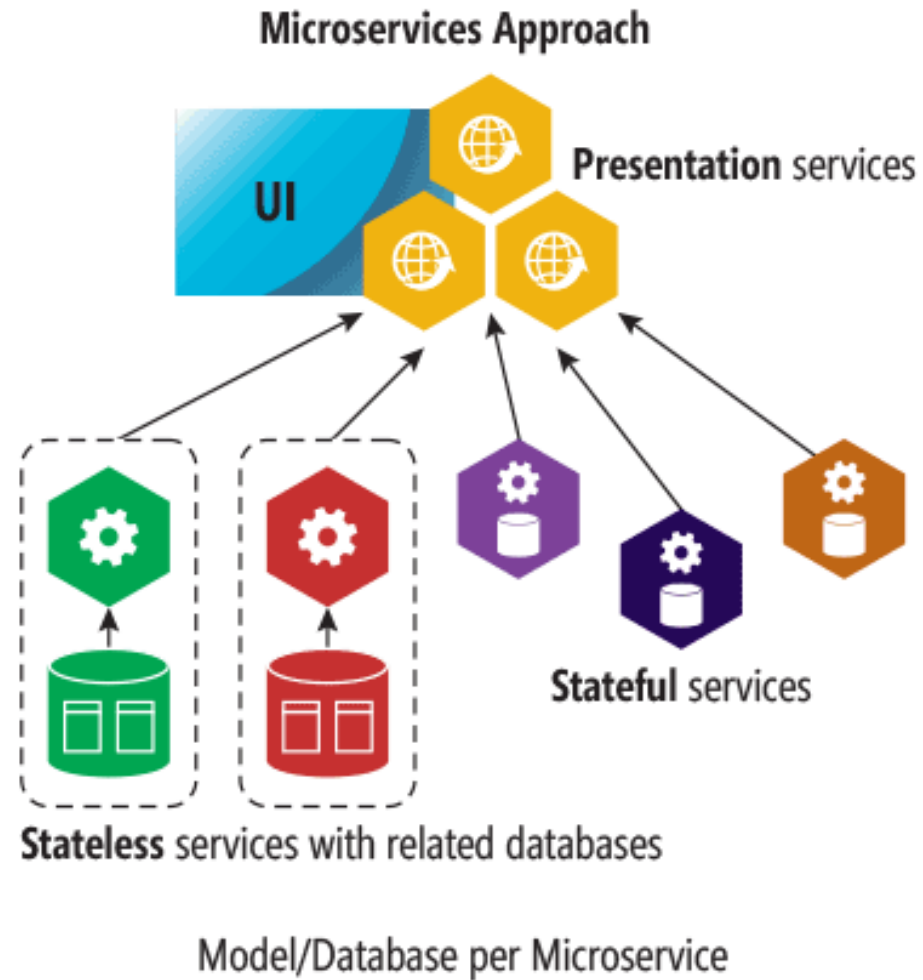 Microservices Approach
UI
Presentation services
Stateful services
Stateless services with related databases
Model/Database per Microservice